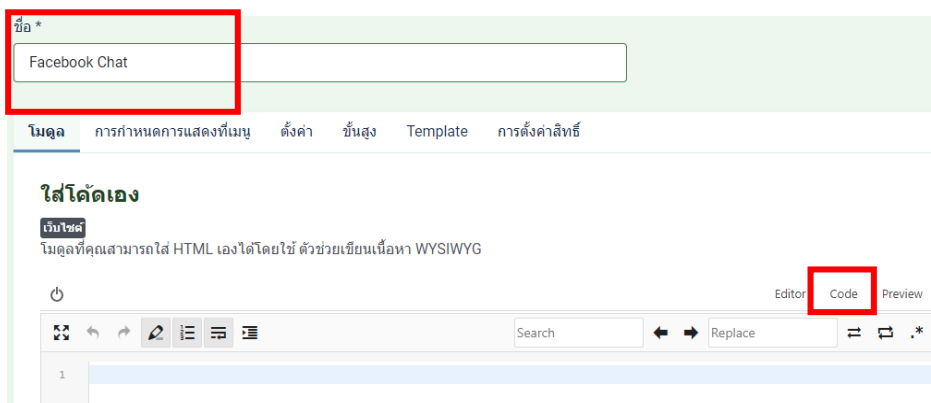 ชื่อ *
Facebook Chat
โมดูล การกำหนดการแสดงที่เมนู ตั้งค่า ขั้นสูง Template การตั้งค่าสิทธิ์
ใส่โค้ดเอง
เว็บไซต์
โมดูลที่คุณสามารถใส่ HTML เองได้โดยใช้ ตัวช่วยเขียนเนื้อหา WYSIWYG
Editor Code Preview
Search Replace .*
1